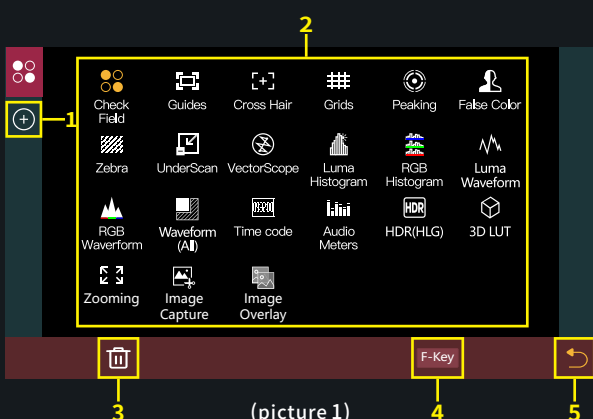 2
1
Check
Field
Guides
Cross Hair
Grids
Peaking
False Color
Zebra
UnderScan
VectorScope
Luma
Histogram
RGB
Histogram
Luma
Waveform
RGB
Waverform
Waveform
(All)
Time code
Audio
Meters
HDR
HDR(HLG)
3D LUT
Zooming
Image
Capture
Image
Overlay
F-Key
3
(picture 1)
4
5